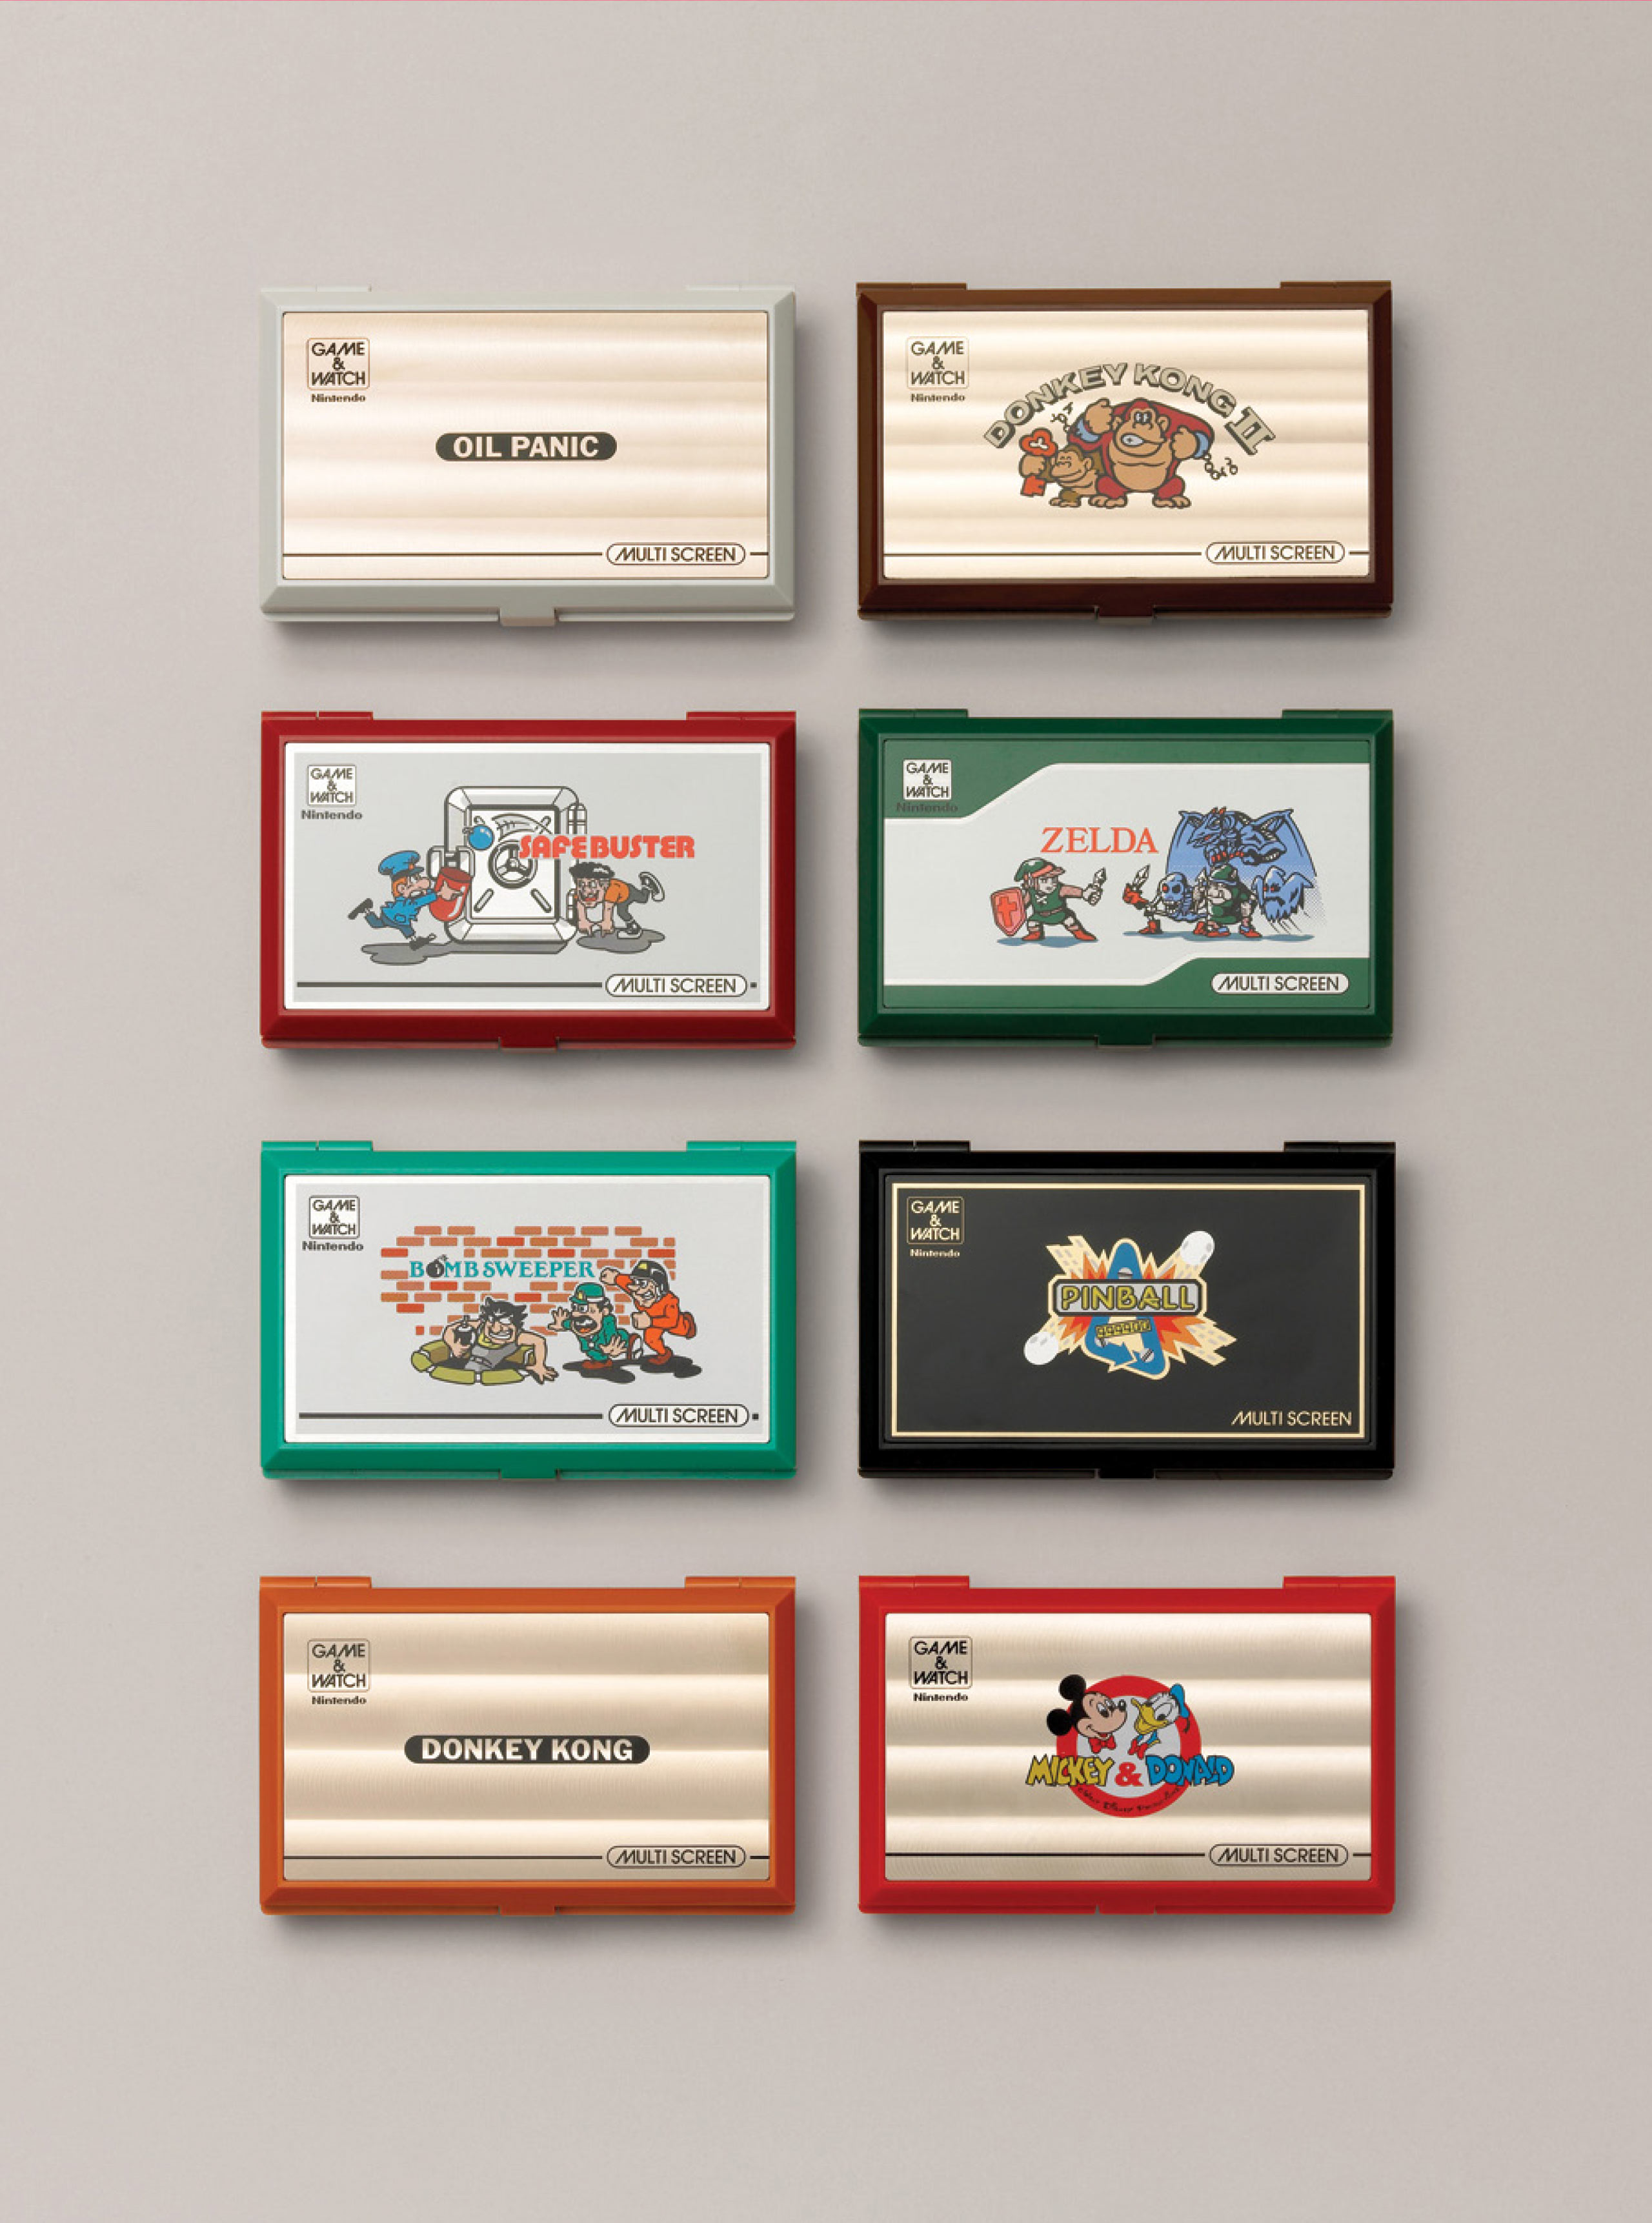 GAME
&
WATCH
Nintendo
OIL PANIC
MULTI SCREEN
GAME
&
WATCH
Nintendo
DONKEY KONG II
MULTI SCREEN
GAME
&
WATCH
Nintendo
SAFEBUSTER
MULTI SCREEN
GAME
&
WATCH
Nintendo
ZELDA
MULTI SCREEN
GAME
&
WATCH
Nintendo
BOMB SWEEPER
MULTI SCREEN
GAME
&
WATCH
Nintendo
PINBALL
MULTI SCREEN
GAME
&
WATCH
Nintendo
DONKEY KONG
MULTI SCREEN
GAME
&
WATCH
Nintendo
MICKEY & DONALD
MULTI SCREEN